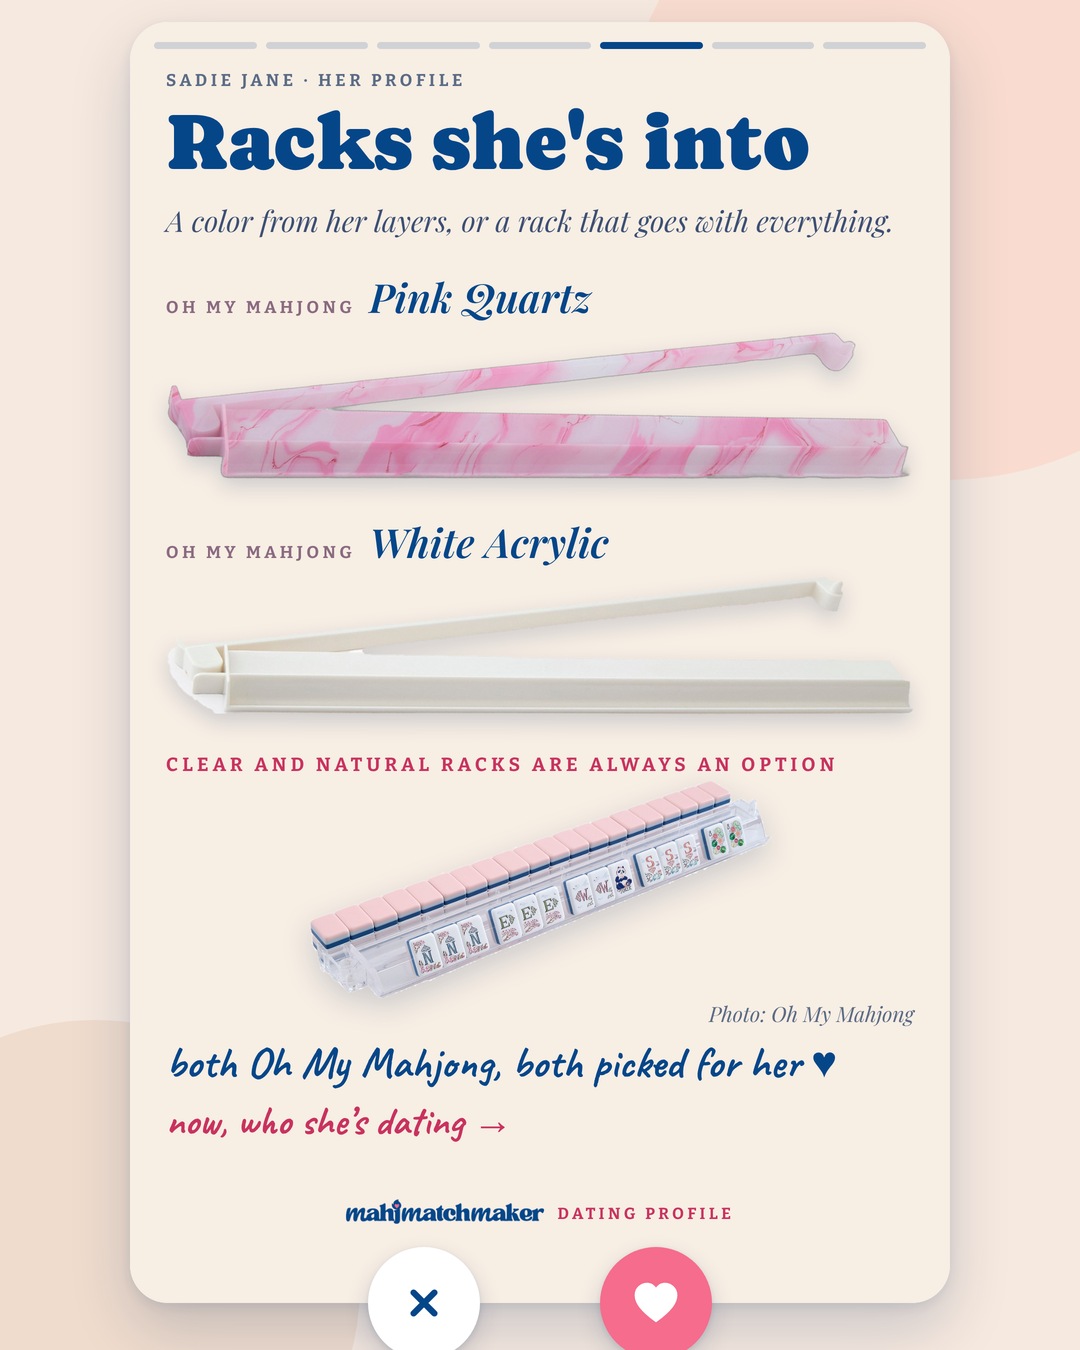 SADIE JANE · HER PROFILE
Racks she's into
A color from her layers, or a rack that goes with everything.
OH MY MAHJONG Pink Quartz
OH MY MAHJONG White Acrylic
CLEAR AND NATURAL RACKS ARE ALWAYS AN OPTION
N N N E E E W W S S S
Photo: Oh My Mahjong
both Oh My Mahjong, both picked for her ♥
now, who she's dating →
mahjmatchmaker DATING PROFILE